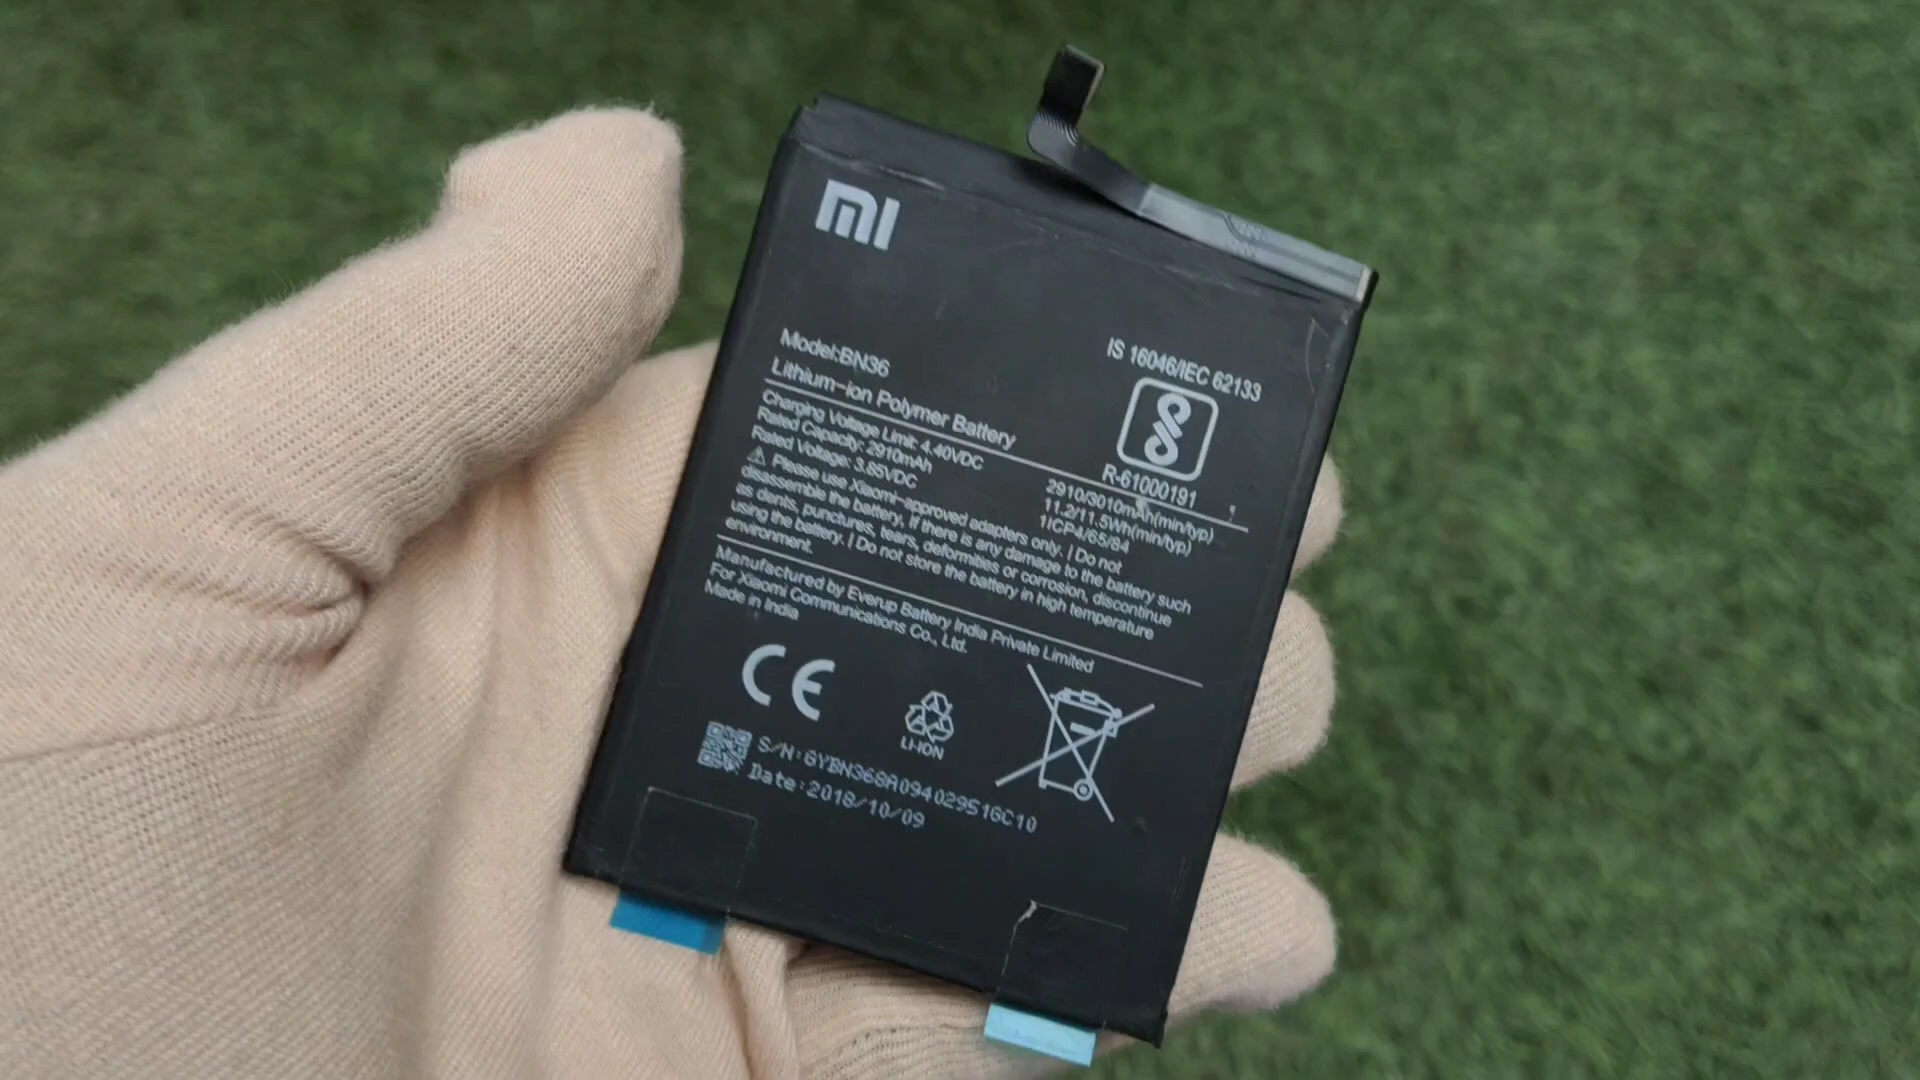 MI
Model:BN36
Lithium-ion Polymer Battery
IS 16046/IEC 62133
R-61000191
Charging Voltage Limit: 4.40VDC
Rated Capacity: 2910mAh
Rated Voltage: 3.85VDC
2910/3010mAh(min/typ)
11.2/11.5Wh(min/typ)
1ICP4/65/84
⚠ Please use Xiaomi-approved adapters only. | Do not
disassemble the battery, if there is any damage to the battery such
as dents, punctures, tears, deformities or corrosion, discontinue
using the battery. | Do not store the battery in high temperature
environment.
Manufactured by Everup Battery India Private Limited
For Xiaomi Communications Co., Ltd.
Made in India
CE
LI-ION
S/N:GYBN368A094029516C10
Date:2018/10/09